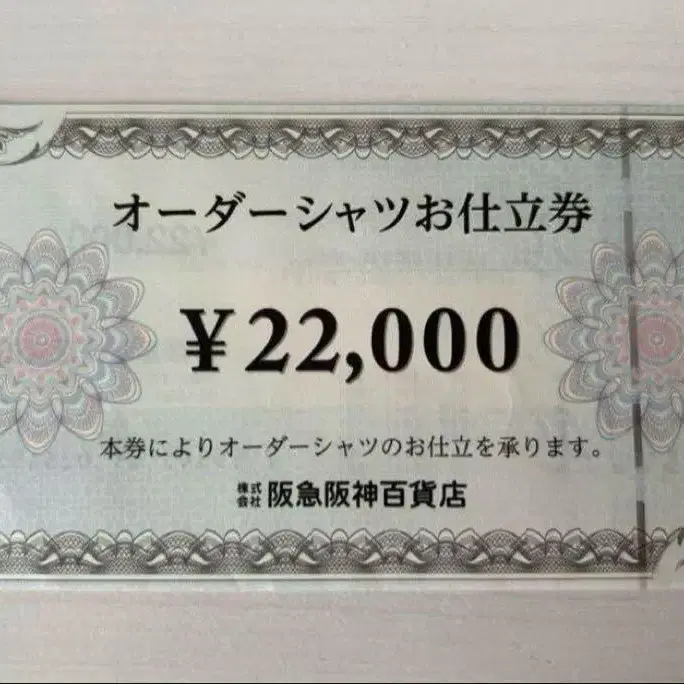 オーダーシャツお仕立券
¥22,000
本券によりオーダーシャツのお仕立を承ります。
株式会社 阪急阪神百貨店